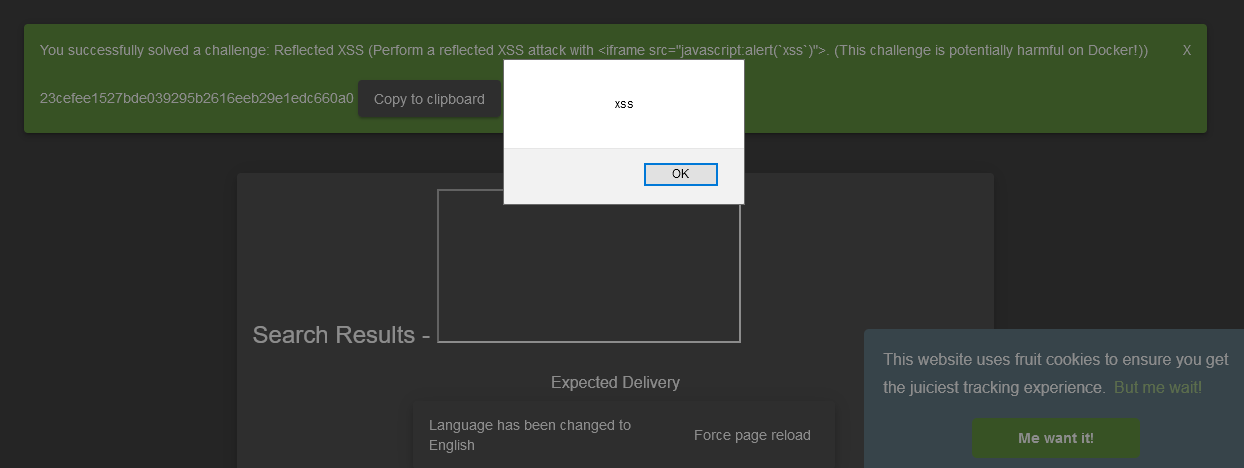 You successfully solved a challenge: Reflected XSS (Perform a reflected XSS attack with <iframe src="javascript:alert(`xss`)">. (This challenge is potentially harmful on Docker!))
X
23cefee1527bde039295b2616eeb29e1edc660a0
Copy to clipboard
xss
OK
Search Results -
Expected Delivery
Language has been changed to
English
Force page reload
This website uses fruit cookies to ensure you get
the juiciest tracking experience. But me wait!
Me want it!